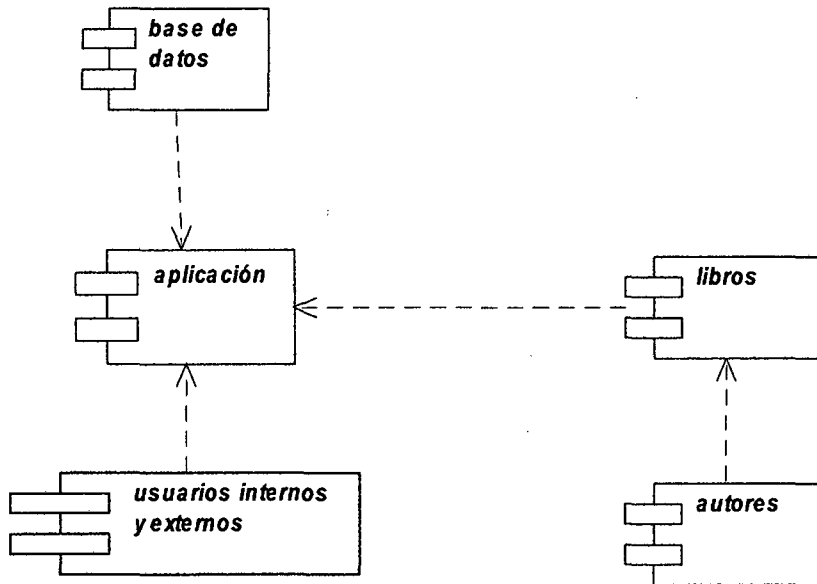 base de
datos
aplicación
libros
usuarios internos
y externos
autores